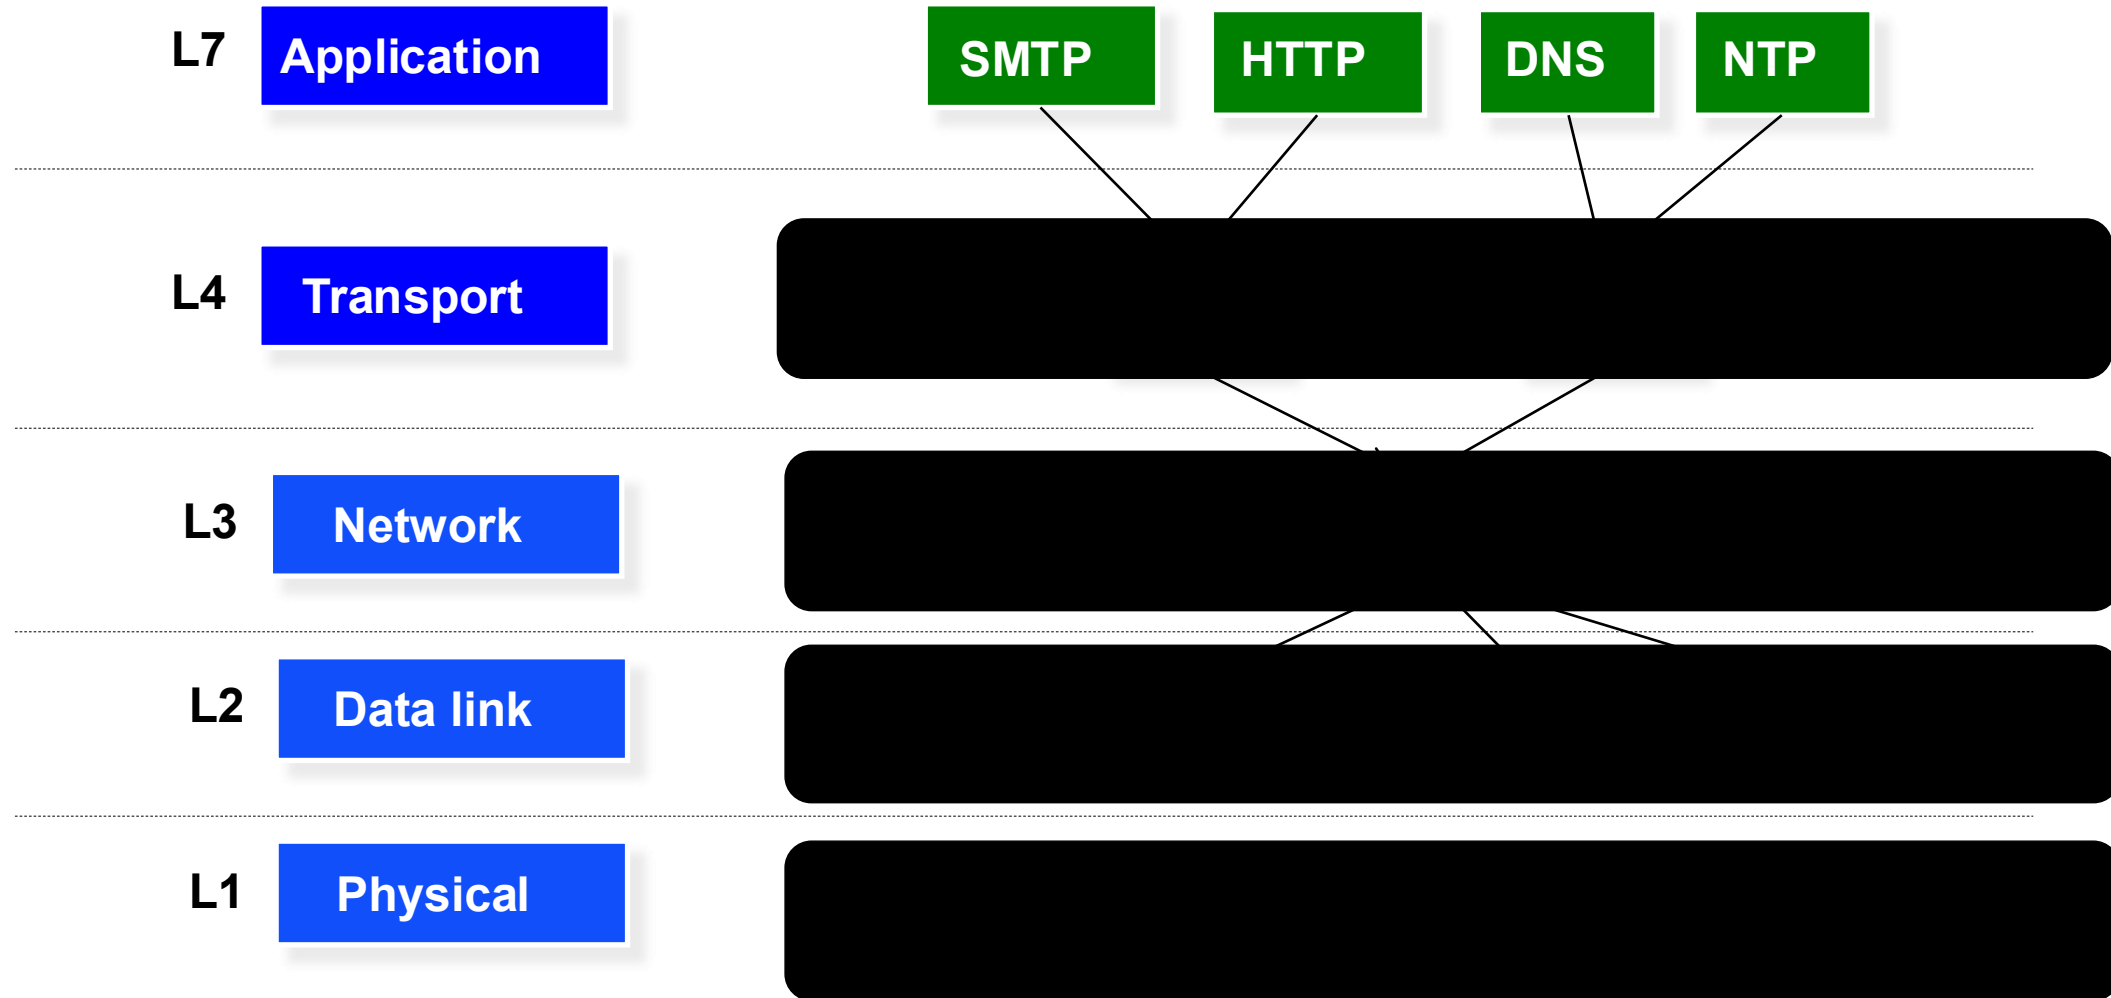 L7 Application SMTP HTTP DNS NTP
L4 Transport
L3 Network
L2 Data link
L1 Physical